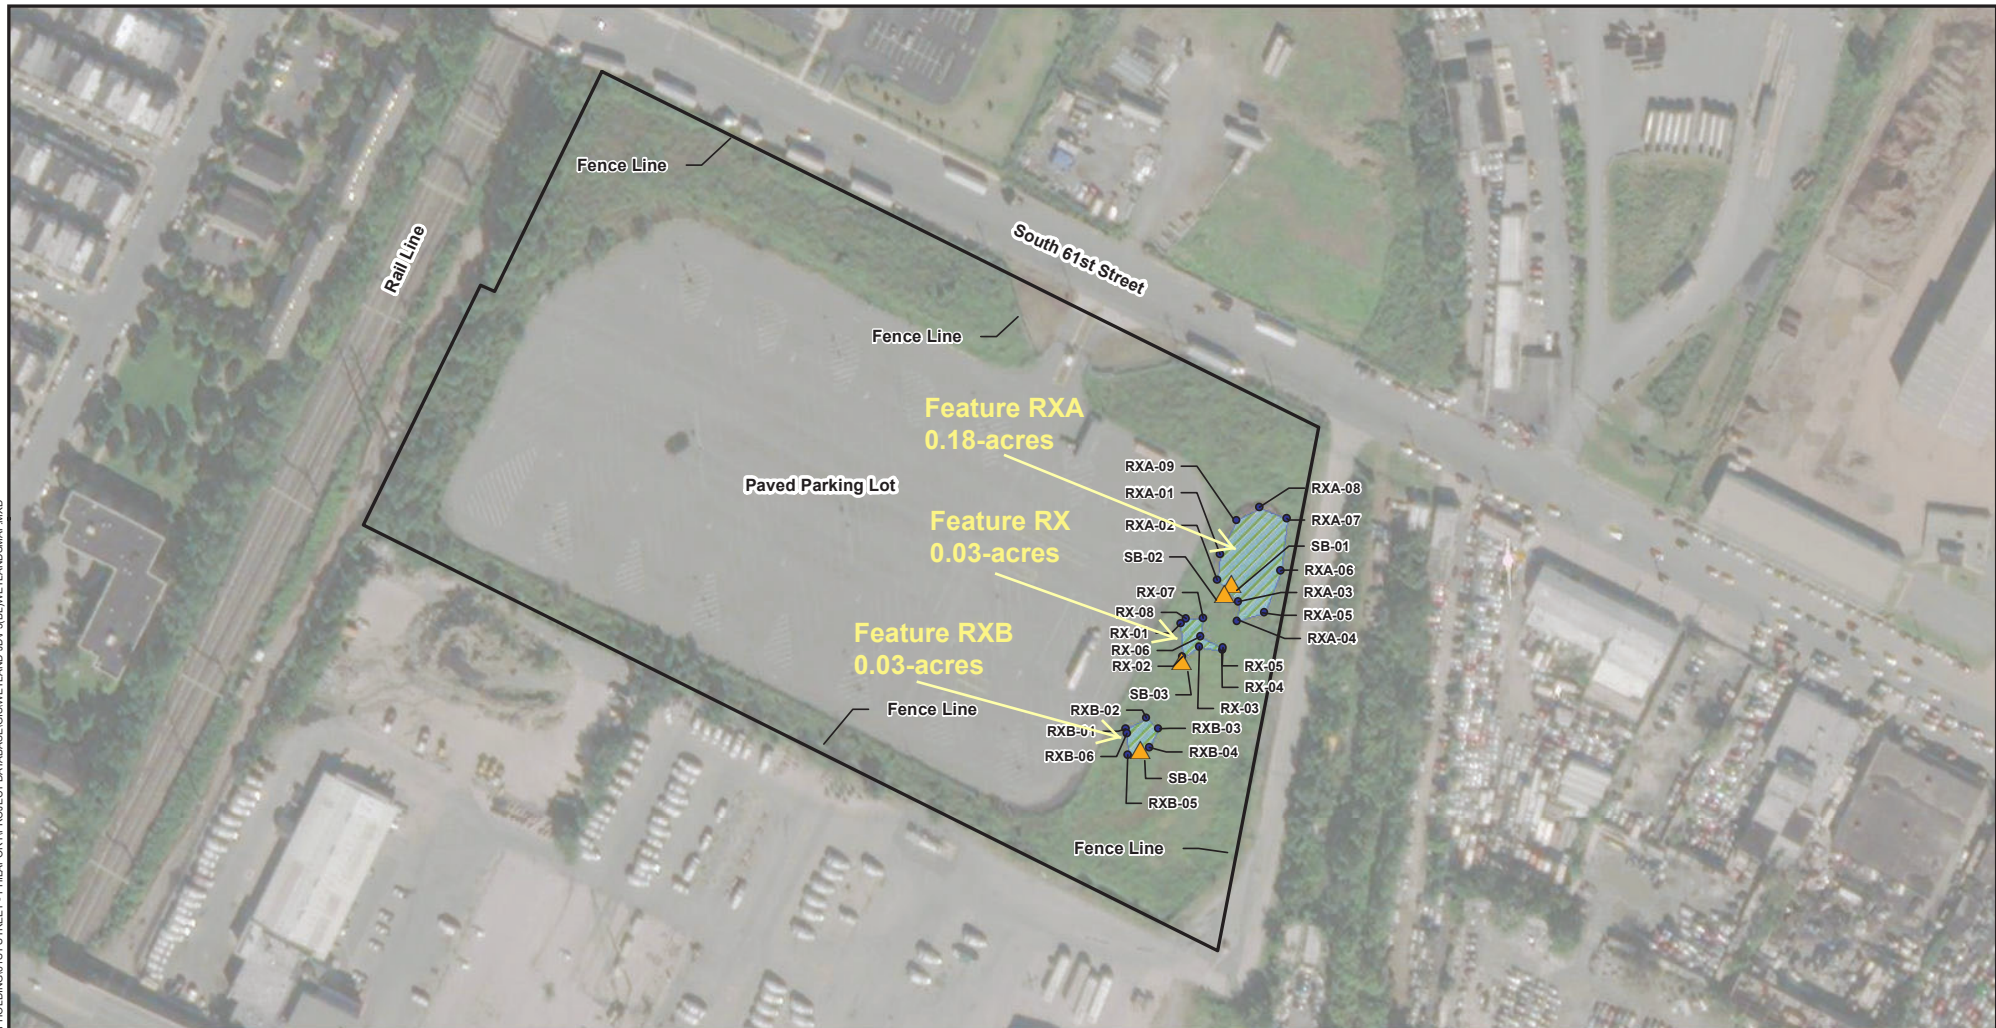 Fence Line
Rail Line
South 61st Street
Fence Line
Feature RXA
0.18-acres
Paved Parking Lot
RXA-09
RXA-08
RXA-01
RXA-07
Feature RX
0.03-acres
RXA-02
SB-01
SB-02
RXA-06
RX-07
RXA-03
RX-08
RXA-05
Feature RXB
0.03-acres
RX-01
RXA-04
RX-06
RX-02
RX-05
RX-04
SB-03
RX-03
Fence Line
RXB-02
RXB-01
RXB-03
RXB-06
RXB-04
SB-04
RXB-05
Fence Line